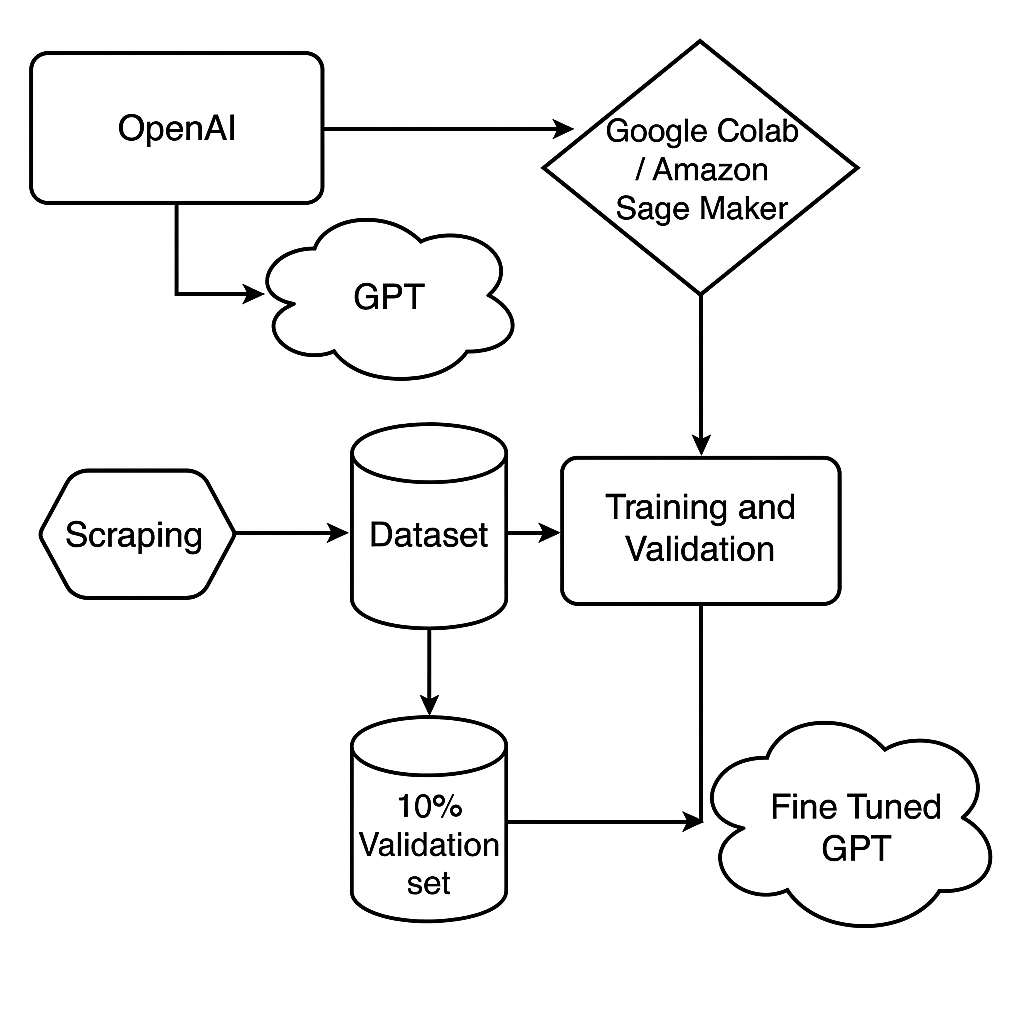 OpenAI
Google Colab
/ Amazon
Sage Maker
GPT
Scraping
Dataset
Training and
Validation
10%
Validation
set
Fine Tuned
GPT